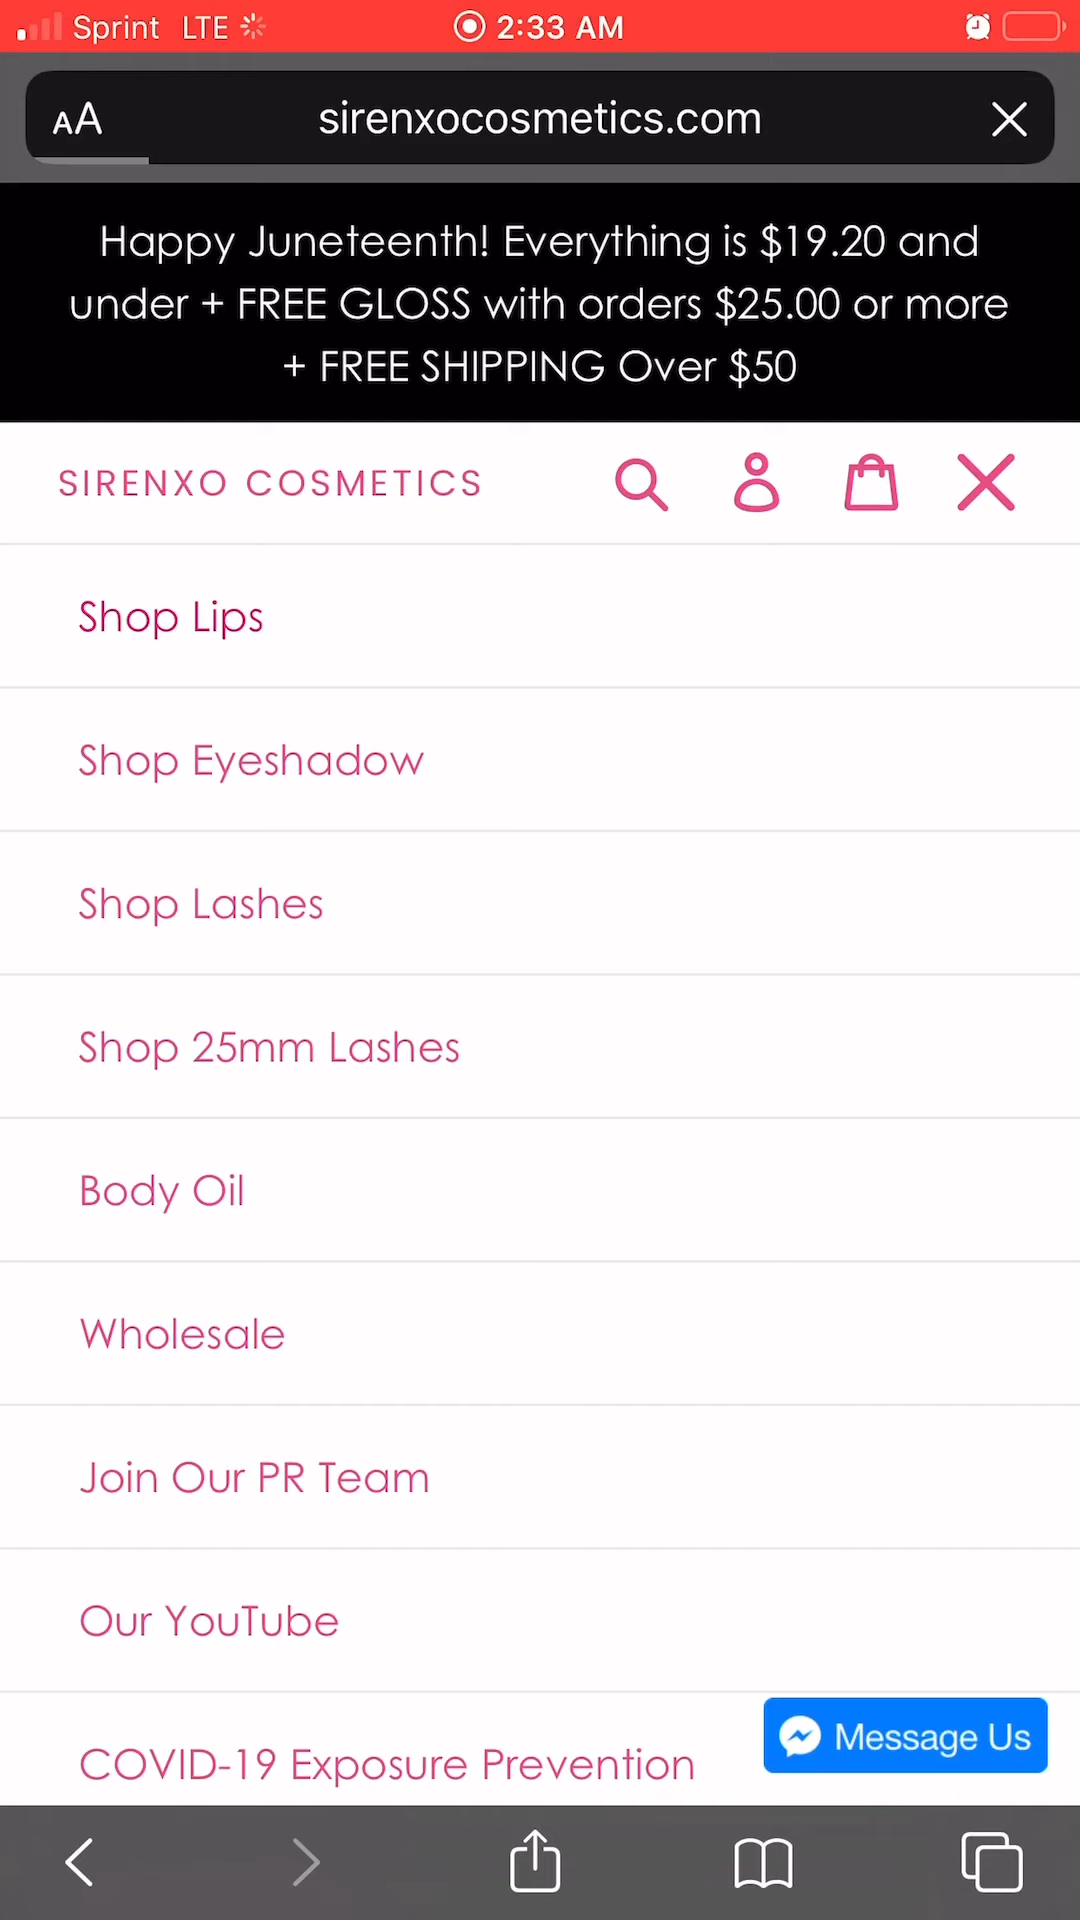 Sprint LTE 2:33 AM
AA sirenxocosmetics.com
Happy Juneteenth! Everything is $19.20 and
under + FREE GLOSS with orders $25.00 or more
+ FREE SHIPPING Over $50
SIRENXO COSMETICS
Shop Lips
Shop Eyeshadow
Shop Lashes
Shop 25mm Lashes
Body Oil
Wholesale
Join Our PR Team
Our YouTube
Message Us
COVID-19 Exposure Prevention